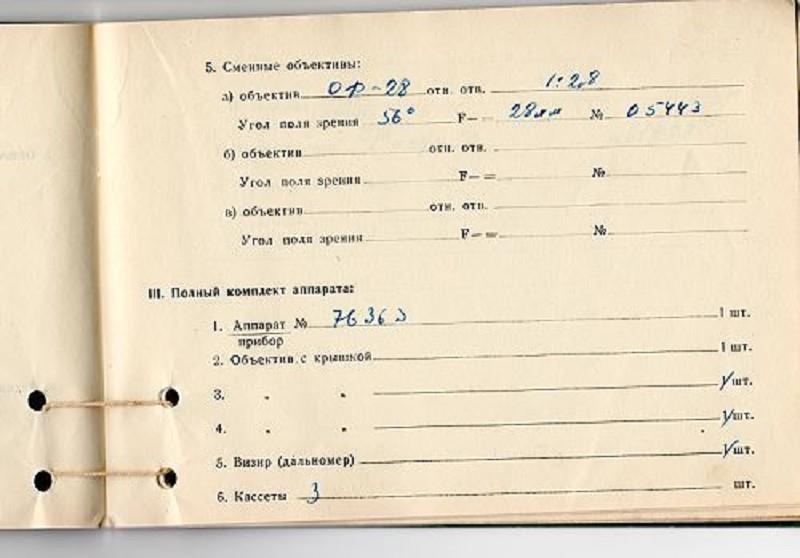 5. Сменные объективы:
а) объектив ОФ-28 отн. отв. 1:2,8
Угол поля зрения 56° F— 28мм № 05443
б) объектив отн. отв.
Угол поля зрения F— = №
в) объектив отн. отв.
Угол поля зрения F— = №
III. Полный комплект аппарата:
1. Аппарат № 76363 1 шт.
прибор
2. Объектив с крышкой 1 шт.
3. " " 1 шт.
4. " " 1 шт.
5. Визир (дальномер) 1 шт.
6. Кассеты 3 шт.